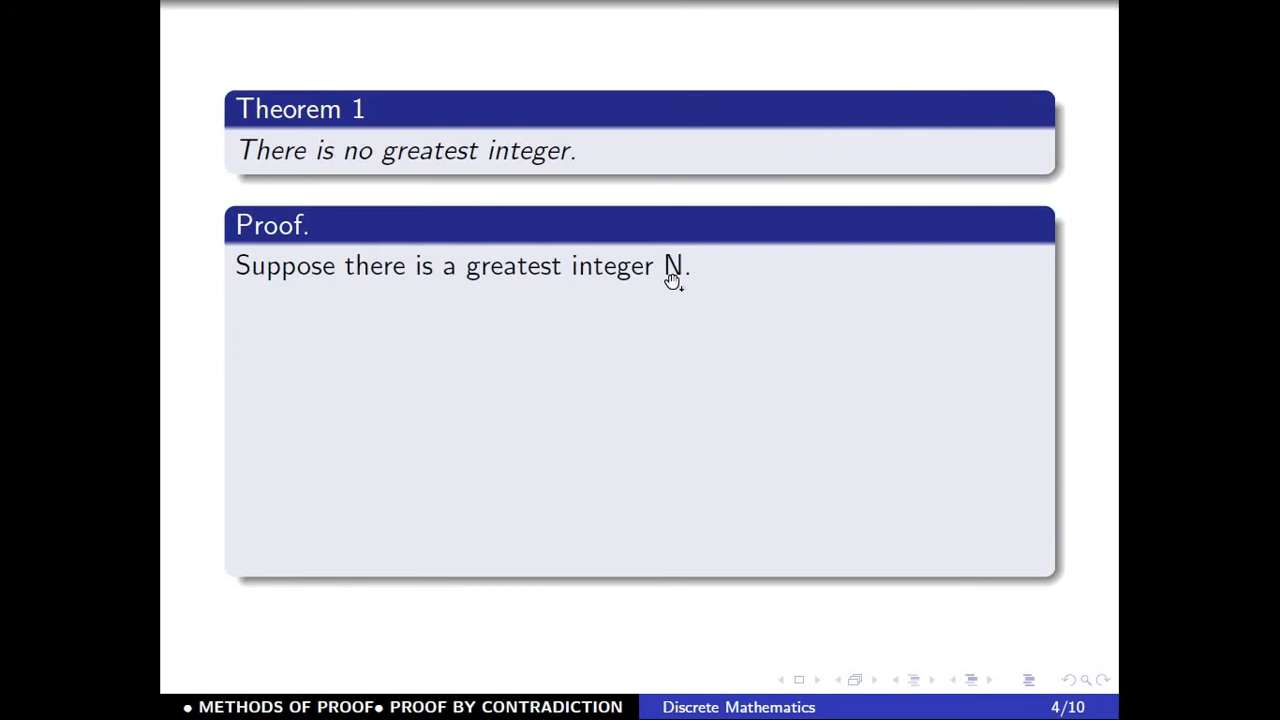 Theorem 1
There is no greatest integer.
Proof.
Suppose there is a greatest integer N.
• METHODS OF PROOF• PROOF BY CONTRADICTION
Discrete Mathematics
4/10